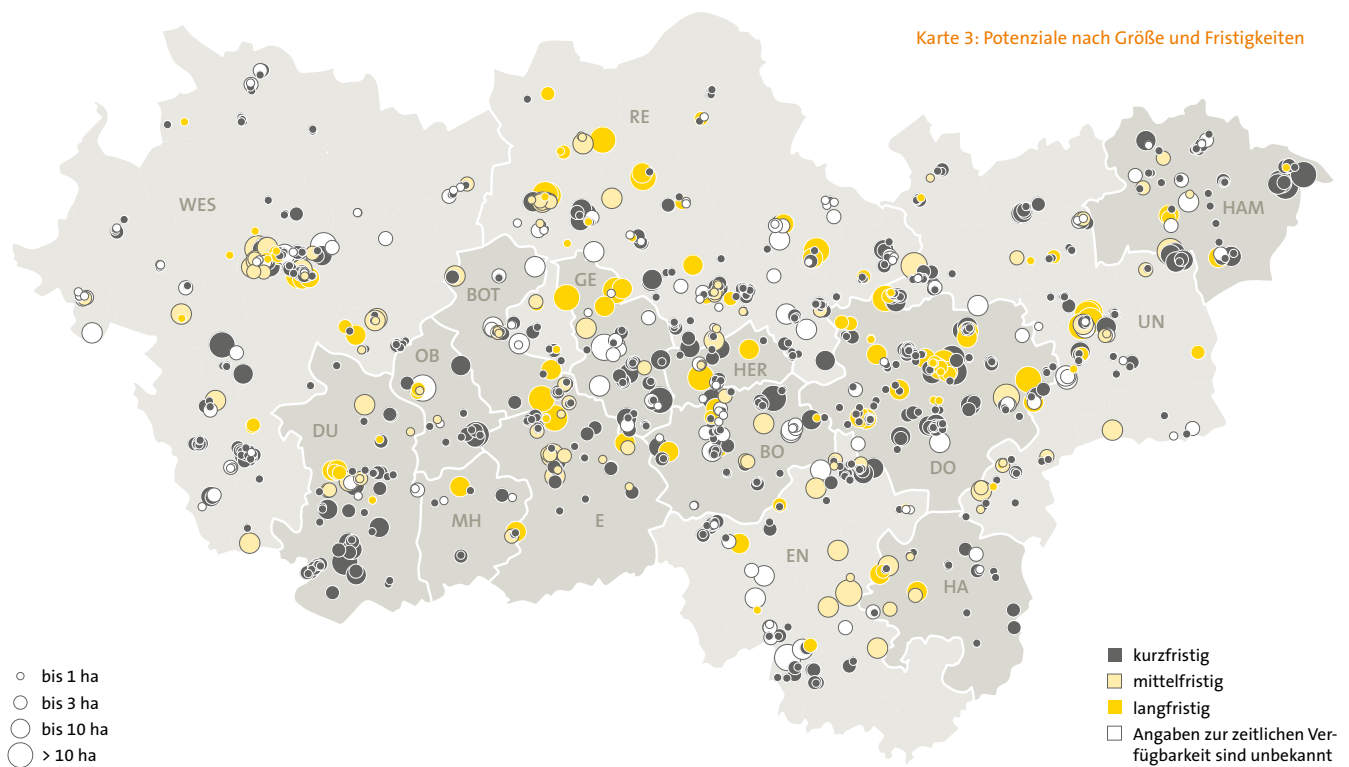 Karte 3: Potenziale nach Größe und Fristigkeiten
RE
WES
HAM
GE
BOT
UN
OB
HER
DU
BO
DO
MH
E
EN
HA
bis 1 ha
bis 3 ha
bis 10 ha
> 10 ha
kurzfristig
mittelfristig
langfristig
Angaben zur zeitlichen Ver-
fügbarkeit sind unbekannt